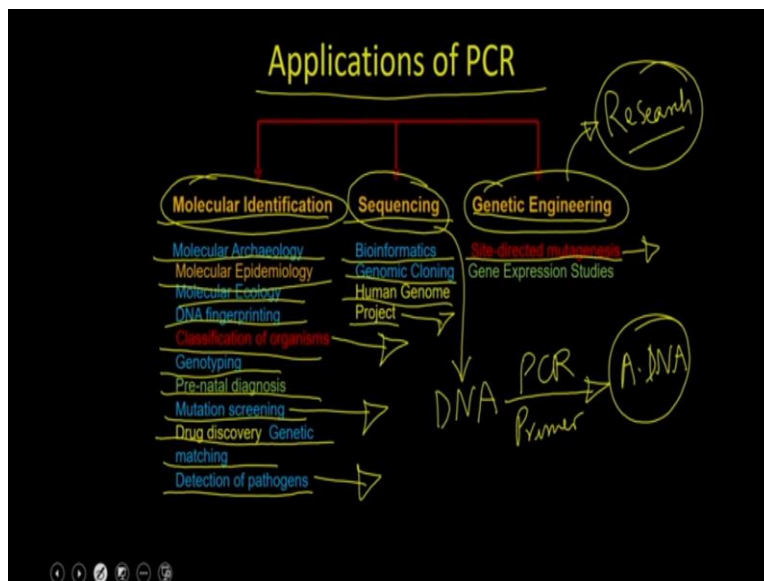 Applications of PCR
Research
Molecular Identification
Molecular Archaeology
Molecular Epidemiology
Molecular Ecology
DNA fingerprinting
Classification of organisms
Genotyping
Pre-natal diagnosis
Mutation screening
Drug discovery Genetic
matching
Detection of pathogens
Sequencing
Bioinformatics
Genomic Cloning
Human Genome
Project
Genetic Engineering
Site-directed mutagenesis
Gene Expression Studies
DNA PCR A.DNA
Primer